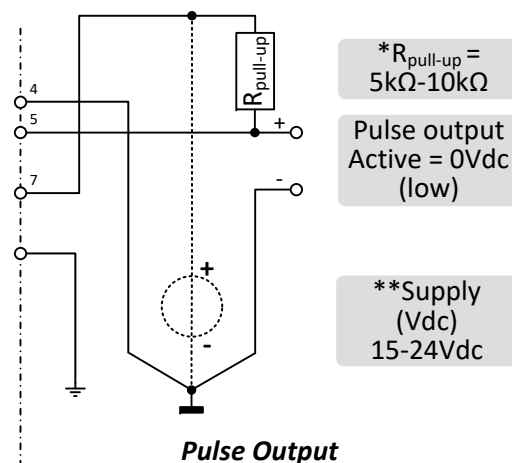 4
5
7
R pull-up
+
-
+
-
*Rpull-up =
5kΩ-10kΩ
Pulse output
Active = 0Vdc
(low)
**Supply
(Vdc)
15-24Vdc
Pulse Output